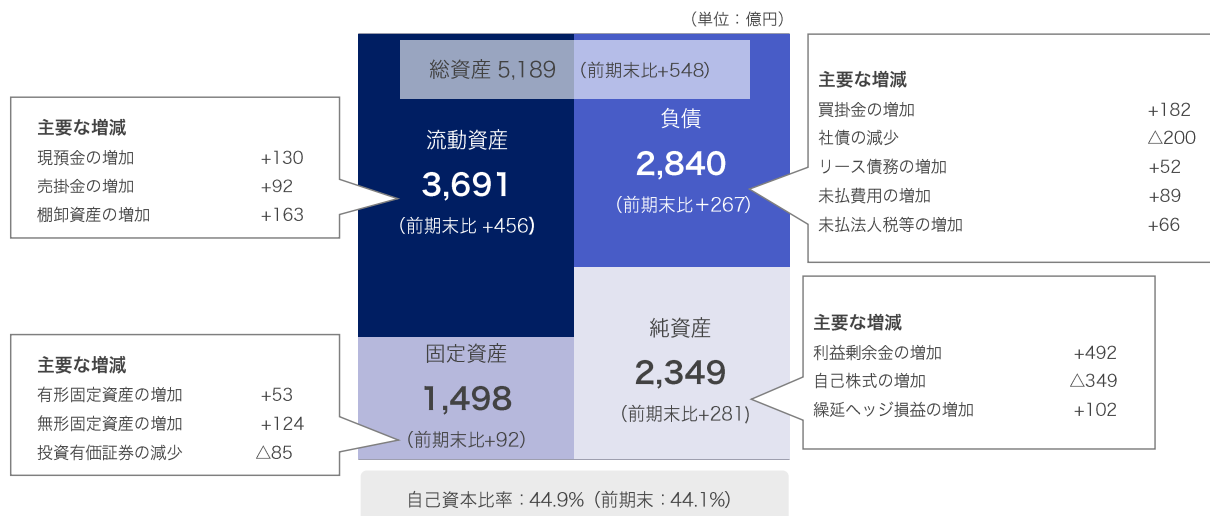 （単位：億円）
総資産 5,189 （前期末比+548）
主要な増減
現預金の増加 +130
売掛金の増加 +92
棚卸資産の増加 +163
流動資産
3,691
（前期末比 +456）
負債
2,840
（前期末比＋267）
主要な増減
買掛金の増加 +182
社債の減少 △200
リース債務の増加 +52
未払費用の増加 +89
未払法人税等の増加 +66
主要な増減
有形固定資産の増加 +53
無形固定資産の増加 +124
投資有価証券の減少 △85
固定資産
1,498
（前期末比+92）
純資産
2,349
（前期末比+281）
主要な増減
利益剰余金の増加 +492
自己株式の増加 △349
繰延ヘッジ損益の増加 +102
自己資本比率：44.9%（前期末：44.1%）